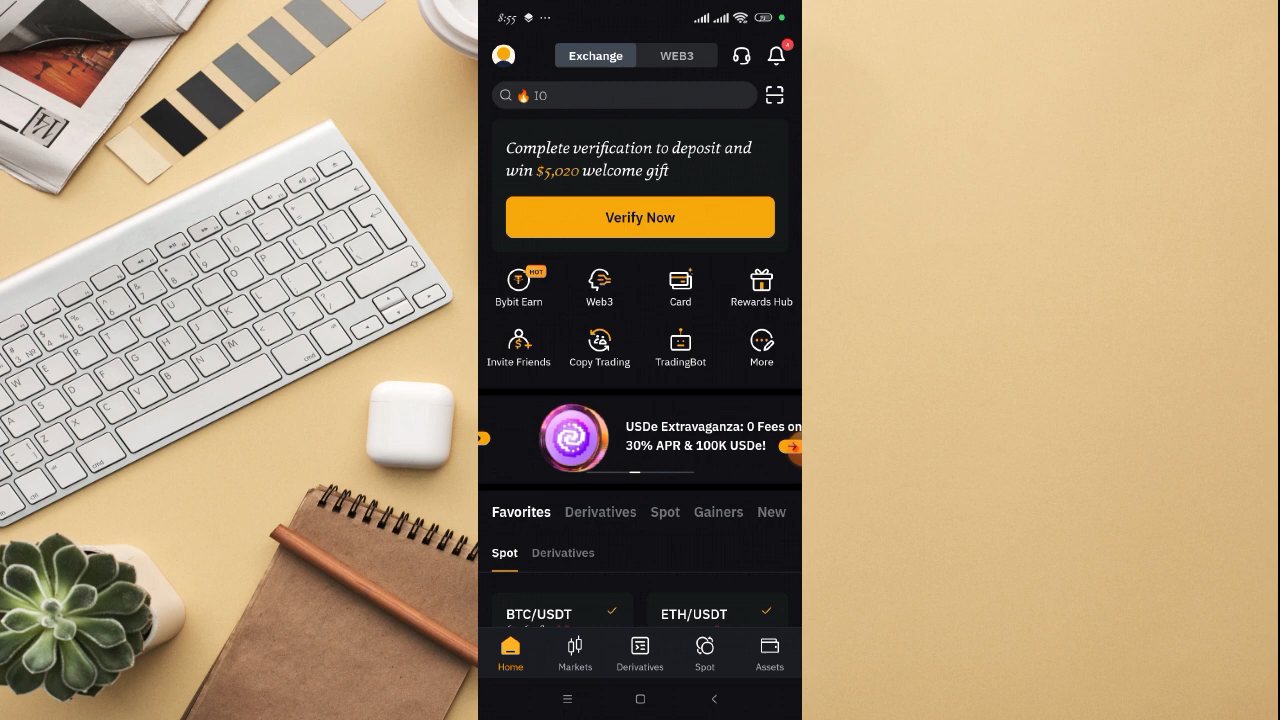 8:55
Exchange
WEB3
4
IO
Complete verification to deposit and
win $5,020 welcome gift
Verify Now
HOT
Bybit Earn
Web3
Card
Rewards Hub
Invite Friends
Copy Trading
TradingBot
More
USDe Extravaganza: 0 Fees on
30% APR & 100K USDe!
Favorites
Derivatives
Spot
Gainers
New
Spot
Derivatives
BTC/USDT
ETH/USDT
Home
Markets
Derivatives
Spot
Assets